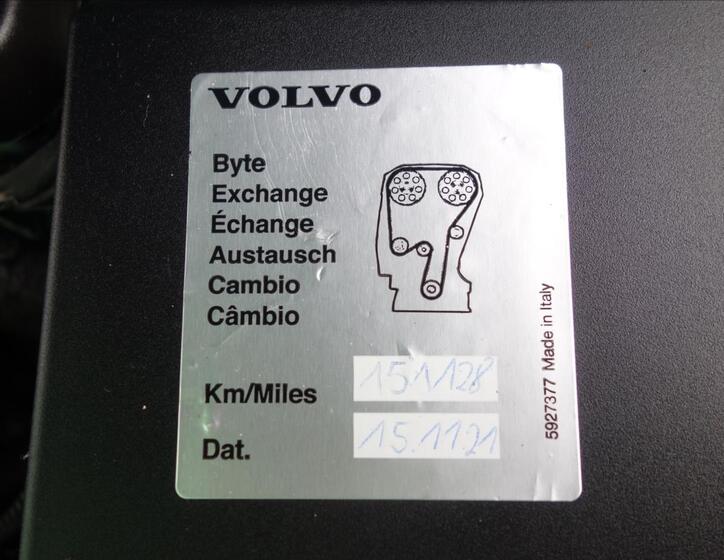 VOLVO
Byte
Exchange
Échange
Austausch
Cambio
Câmbio
Km/Miles 151128
Dat. 15.11.21
5927377 Made in Italy